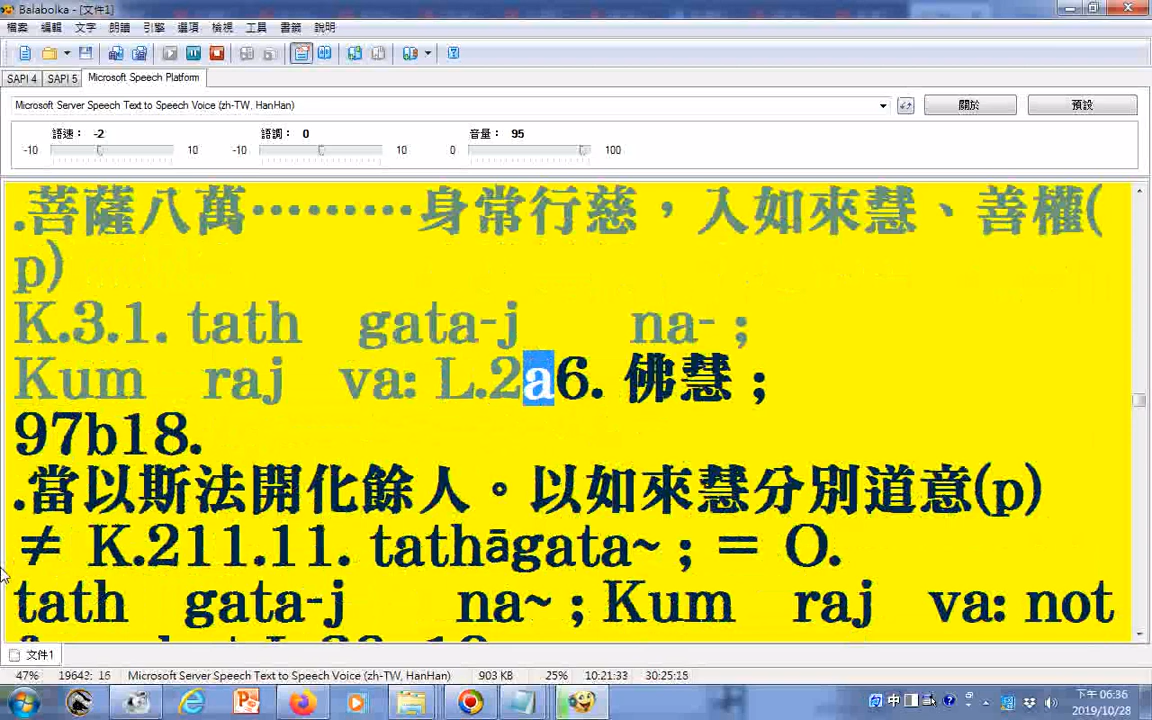 Balabolka - [文件1]
檔案 編輯 文字 朗讀 引擎 選項 檢視 工具 書籤 說明
SAPI 4 SAPI 5 Microsoft Speech Platform
Microsoft Server Speech Text to Speech Voice (zh-TW, HanHan) 關於 預設
語速： -2 語調： 0 音量： 95
-10 10 -10 10 0 100
.菩薩八萬………身常行慈，入如來慧、善權(
p)
K.3.1. tath gata-j na- ;
Kum raj va: L.2a6. 佛慧；
97b18.
.當以斯法開化餘人。以如來慧分別道意(p)
≠ K.211.11. tathāgata~ ; = O.
tath gata-j na~ ; Kum raj va: not
文件1
47% 19642: 16 Microsoft Server Speech Text to Speech Voice (zh-TW, HanHan) 903 KB 25% 10:21:33 30:25:15
中 下午 06:36
2019/10/28